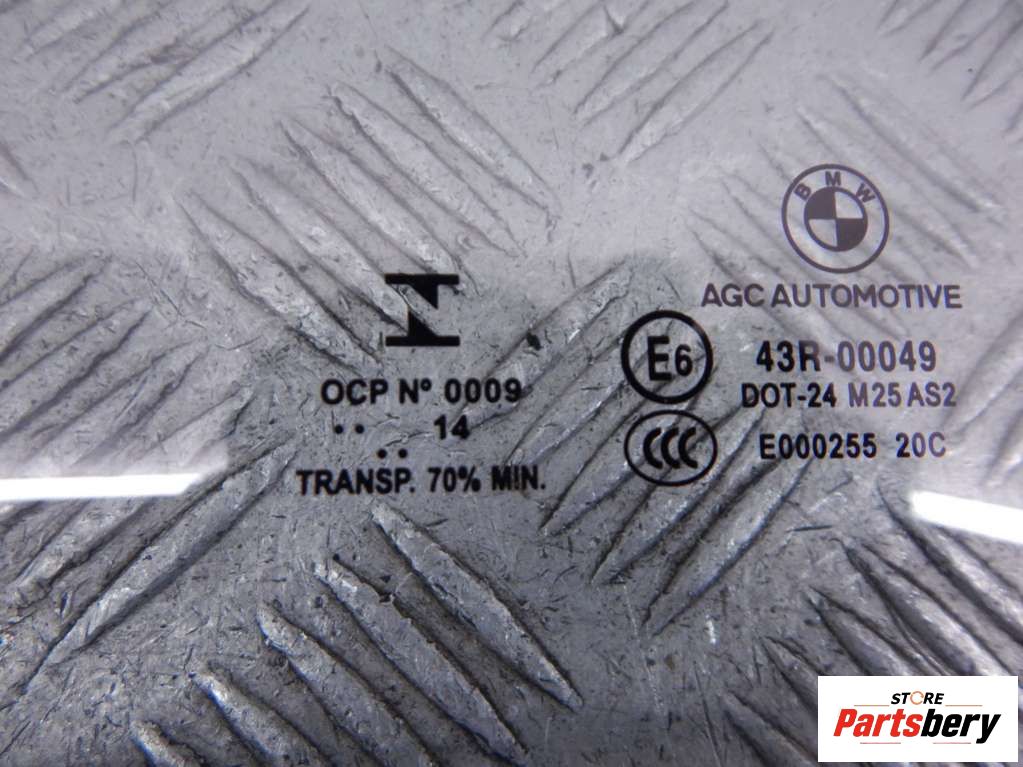 BMW
AGC AUTOMOTIVE
OCP Nº 0009
.. 14
..
TRANSP. 70% MIN.
E6 43R-00049
DOT-24 M25 AS2
CCC E000255 20C
STORE
Partsbery